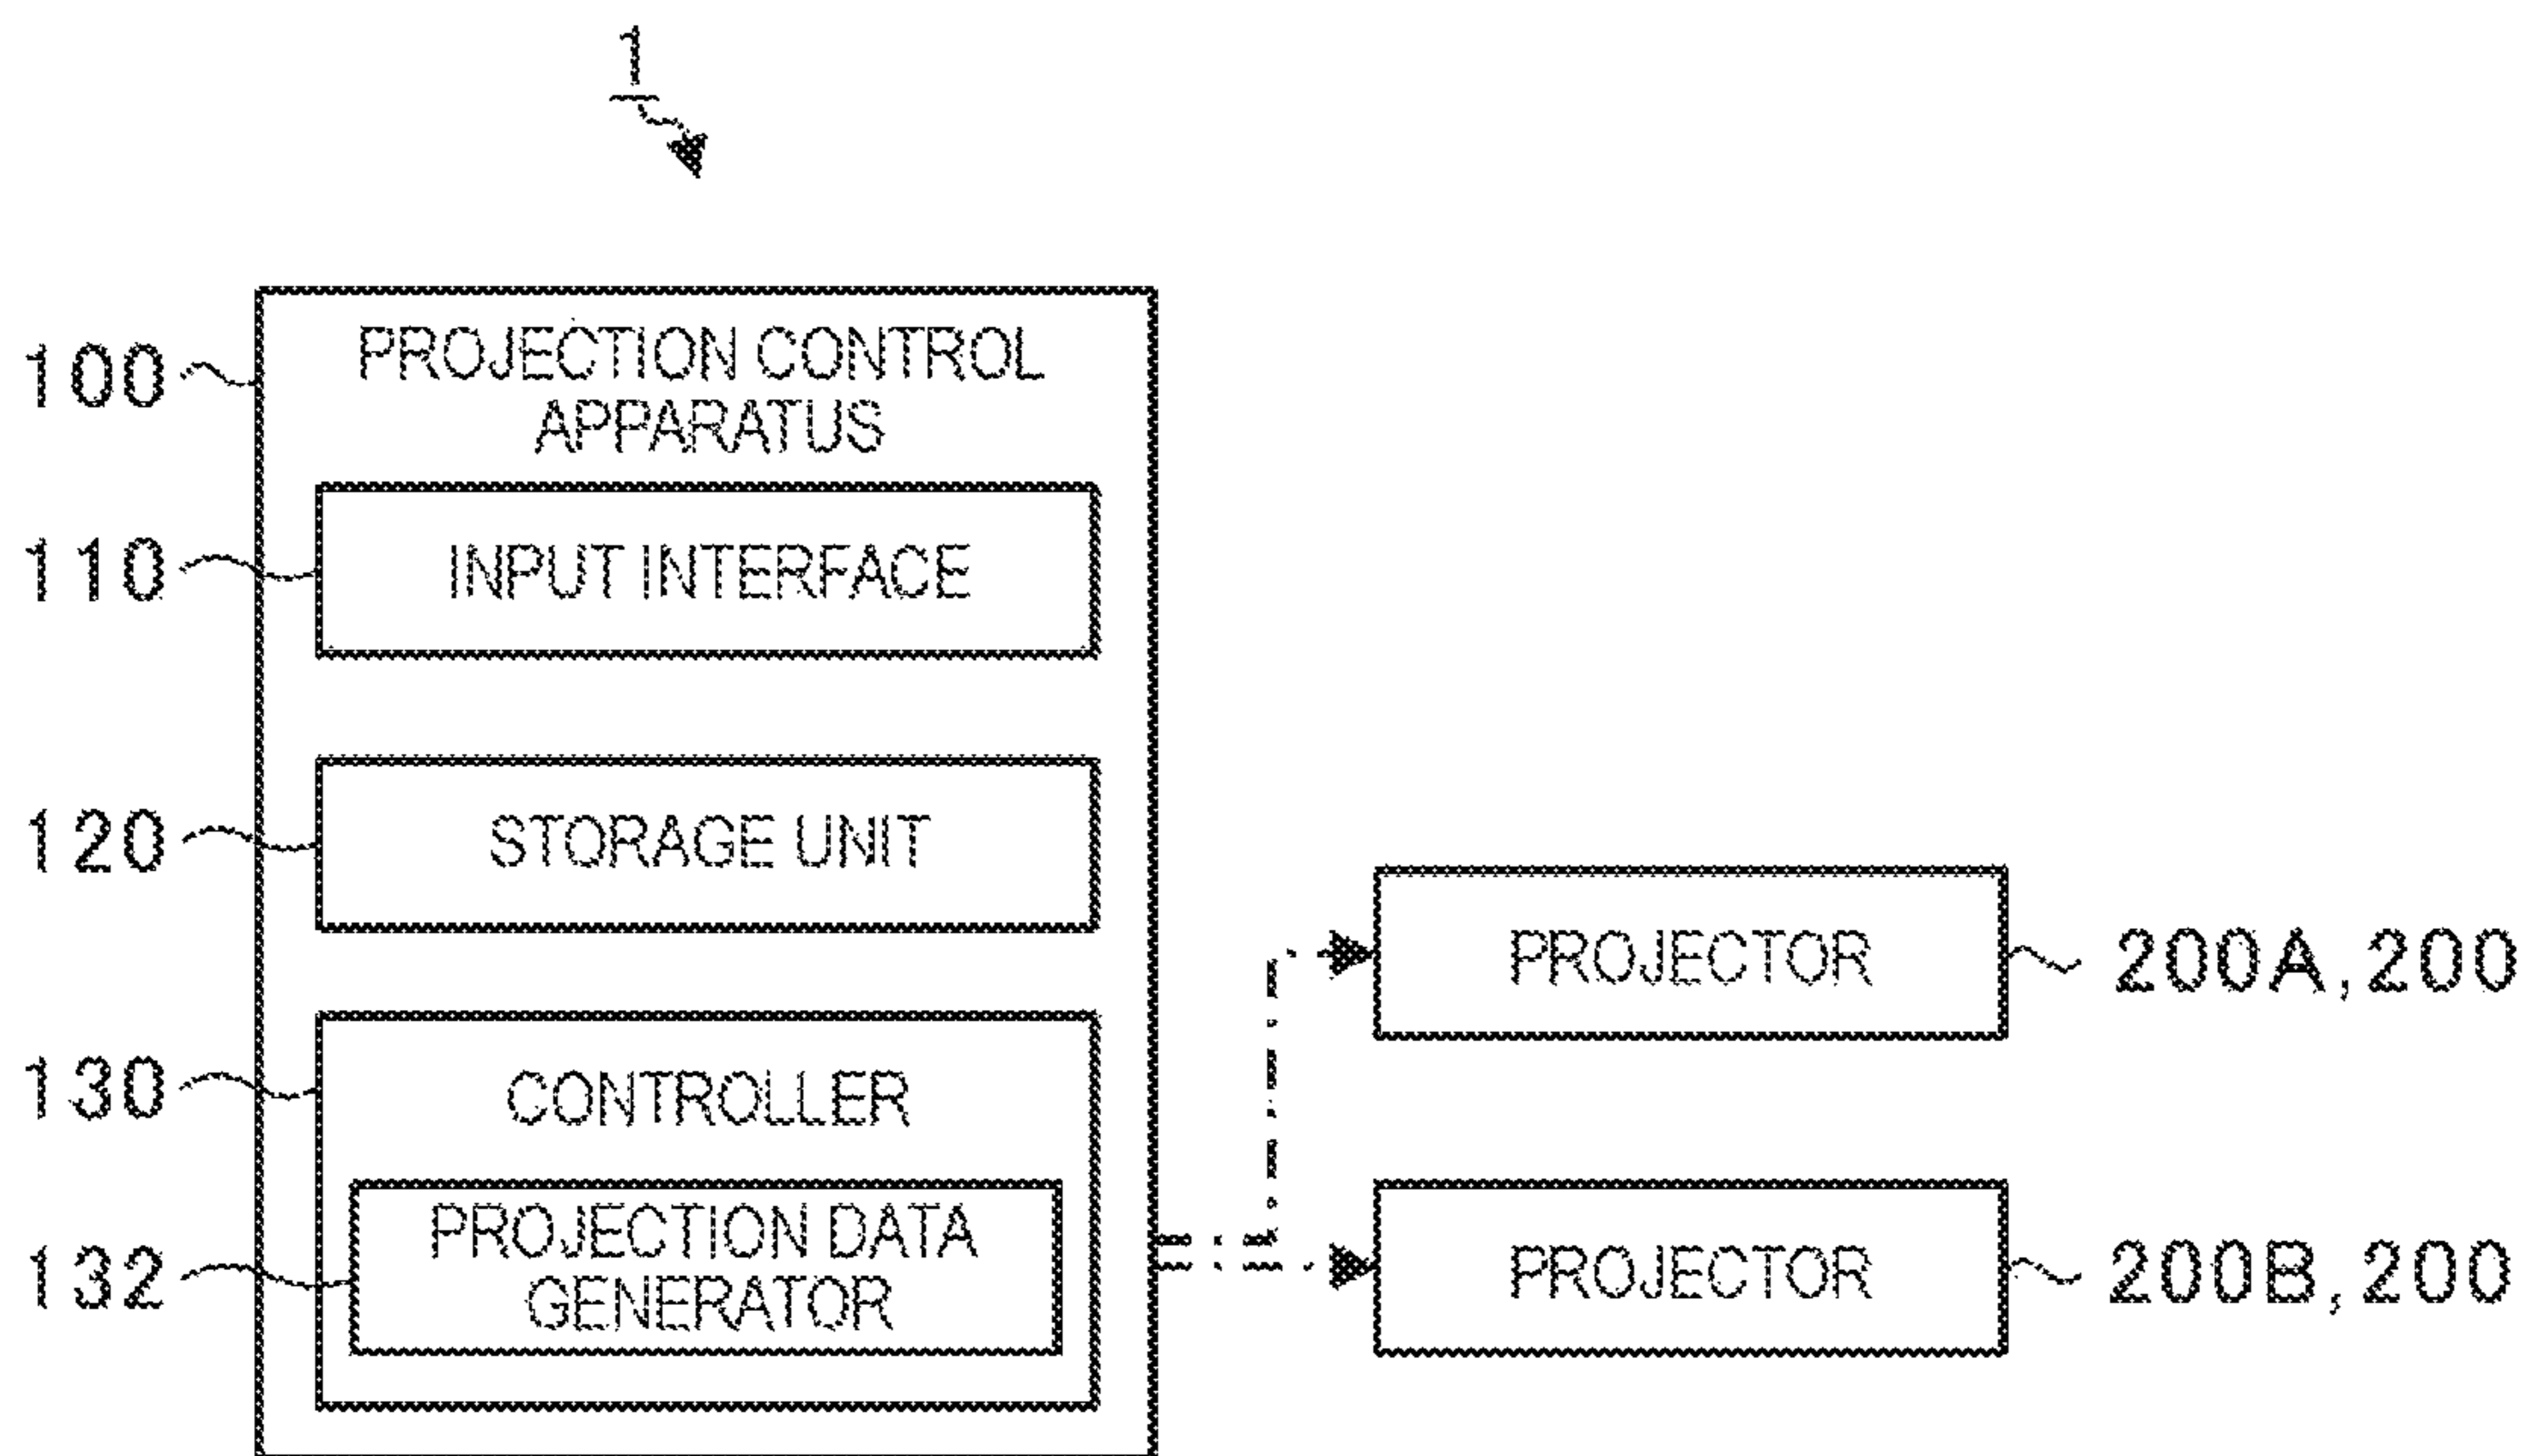 1
100
PROJECTION CONTROL
APPARATUS
110
INPUT INTERFACE
120
STORAGE UNIT
PROJECTOR
200A,200
130
CONTROLLER
132
PROJECTION DATA
GENERATOR
PROJECTOR
200B,200